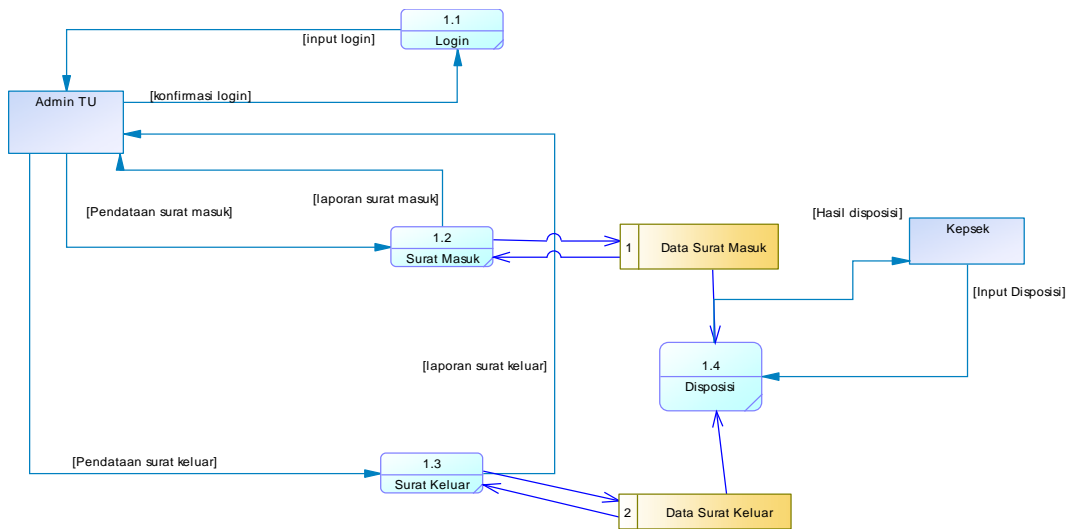 1.1
Login
[input login]
[konfirmasi login]
Admin TU
[laporan surat masuk]
[Pendataan surat masuk]
1.2
Surat Masuk
1
Data Surat Masuk
[Hasil disposisi]
Kepsek
[Input Disposisi]
1.4
Disposisi
[laporan surat keluar]
[Pendataan surat keluar]
1.3
Surat Keluar
2
Data Surat Keluar